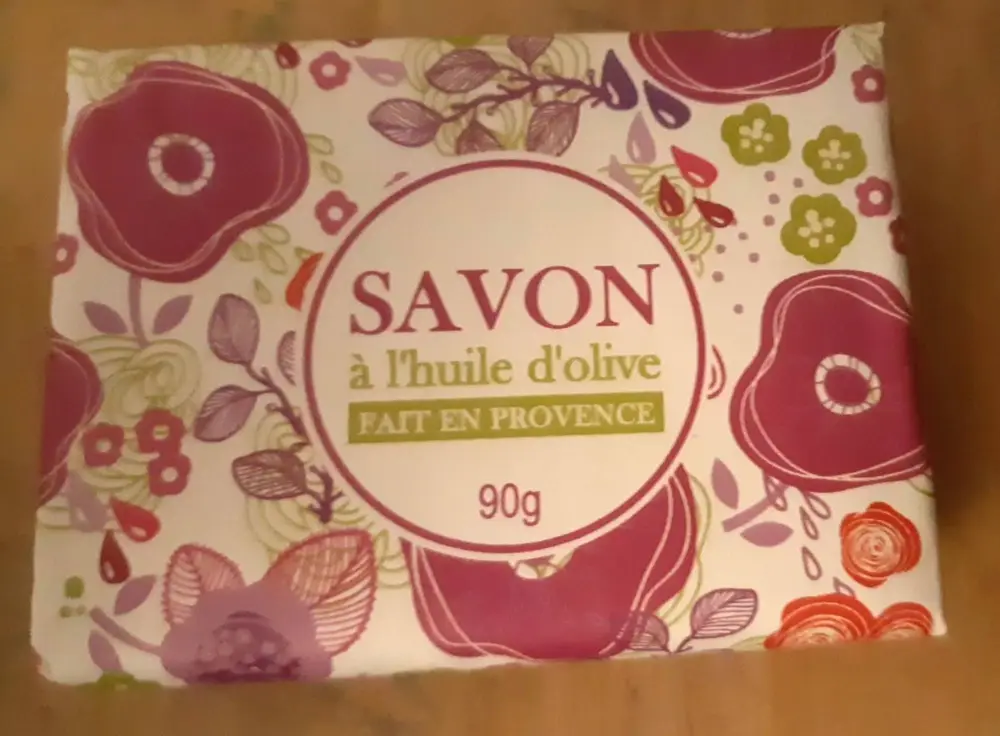 SAVON
à l'huile d'olive
FAIT EN PROVENCE
90g